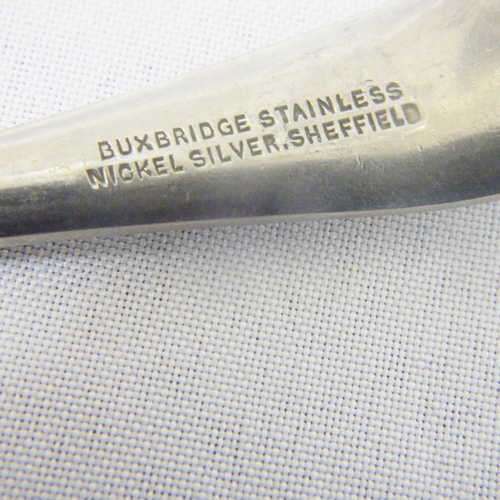 BUXBRIDGE STAINLESS
NICKEL SILVER.SHEFFIELD